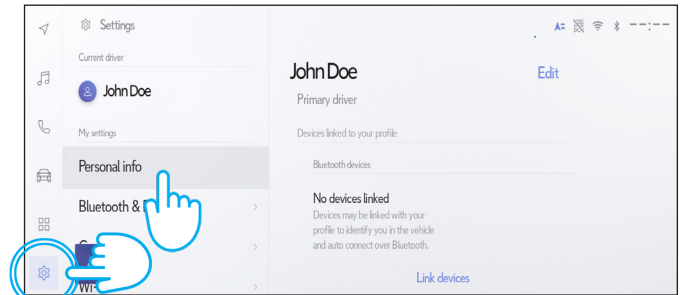 Settings
--:--
Current driver
John Doe
My settings
Personal info
Bluetooth &
Wi-
John Doe
Edit
Primary driver
Devices linked to your profile
Bluetooth devices
No devices linked
Devices may be linked with your
profile to identify you in the vehicle
and auto connect over Bluetooth.
Link devices